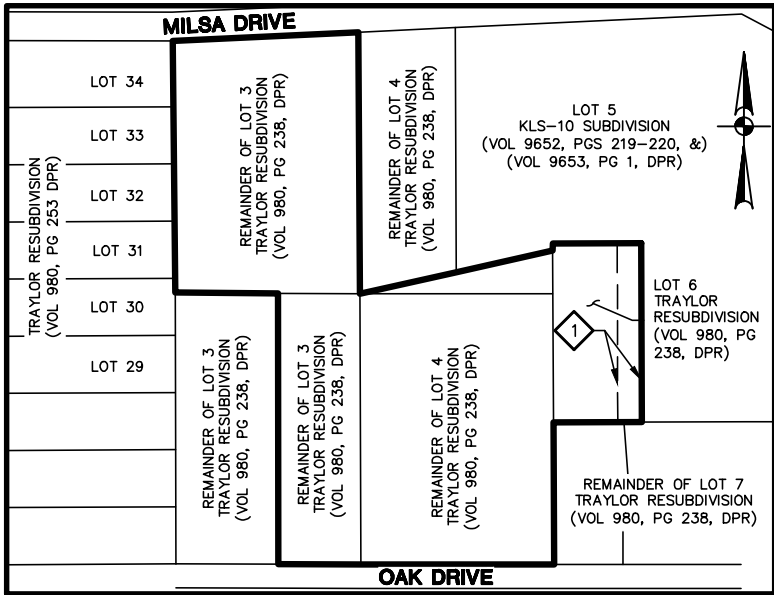 MILSA DRIVE
LOT 34
LOT 33
LOT 32
LOT 31
LOT 30
LOT 29
TRAYLOR RESUBDIVISION
(VOL 980, PG 253 DPR)
REMAINDER OF LOT 3
TRAYLOR RESUBDIVISION
(VOL 980, PG 238, DPR)
REMAINDER OF LOT 4
TRAYLOR RESUBDIVISION
(VOL 980, PG 238, DPR)
LOT 5
KLS-10 SUBDIVISION
(VOL 9652, PGS 219-220, &)
(VOL 9653, PG 1, DPR)
LOT 6
TRAYLOR
RESUBDIVISION
(VOL 980, PG
238, DPR)
1
REMAINDER OF LOT 3
TRAYLOR RESUBDIVISION
(VOL 980, PG 238, DPR)
REMAINDER OF LOT 3
TRAYLOR RESUBDIVISION
(VOL 980, PG 238, DPR)
REMAINDER OF LOT 4
TRAYLOR RESUBDIVISION
(VOL 980, PG 238, DPR)
REMAINDER OF LOT 7
TRAYLOR RESUBDIVISION
(VOL 980, PG 238, DPR)
OAK DRIVE